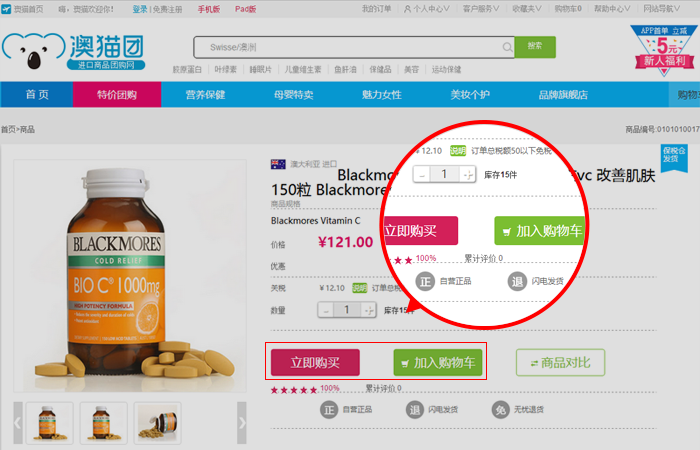 澳猫首页 嗨，澳猫欢迎你！ 登录 | 免费注册 手机版 Pad版 我的订单 个人中心 客户服务 收藏夹 购物车0 帮助中心 网站导航
澳猫团
进口商品团购网
Swisse/澳洲 搜索
APP首单 立减
5元
新人福利
胶原蛋白 叶绿素 睡眠片 儿童维生素 鱼肝油 保健品 美容 运动保健
首 页 特价团购 营养保健 母婴特卖 魅力女性 美妆个护 品牌旗舰店 购物车
首页>商品 商品编号:0101010017
保税仓
发货
澳大利亚 进口
Blackmo vc 改善肌肤
150粒 Blackmore
商品规格
Blackmores Vitamin C
价格 ¥121.00
优惠
关税 ¥12.10 说明 订单总税
数量 - 1 + 库存15件
立即购买 加入购物车 商品对比
★★★★★ 100% 累计评价 0
正 自营正品 退 闪电发货 免 无忧退货
¥12.10 说明 订单总税额50以下免税
- 1 + 库存15件
立即购买 加入购物车
★★ 100% 累计评价 0
正 自营正品 退 闪电发货
BLACKMORES
COLD RELIEF
BIO C® 1000mg
HIGH POTENCY FORMULA